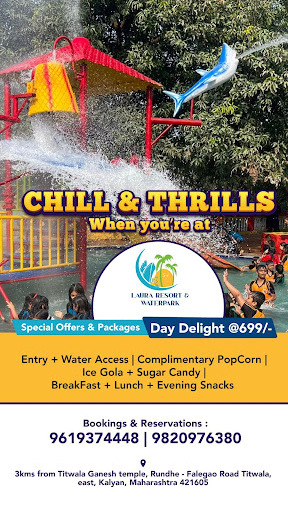 CHILL & THRILLS
When you're at
LAURA RESORT &
WATERPARK
Special Offers & Packages
Day Delight @699/-
Entry + Water Access | Complimentary PopCorn |
Ice Gola + Sugar Candy |
BreakFast + Lunch + Evening Snacks
Bookings & Reservations :
9619374448 | 9820976380
3kms from Titwala Ganesh temple, Rundhe - Falegao Road Titwala,
east, Kalyan, Maharashtra 421605